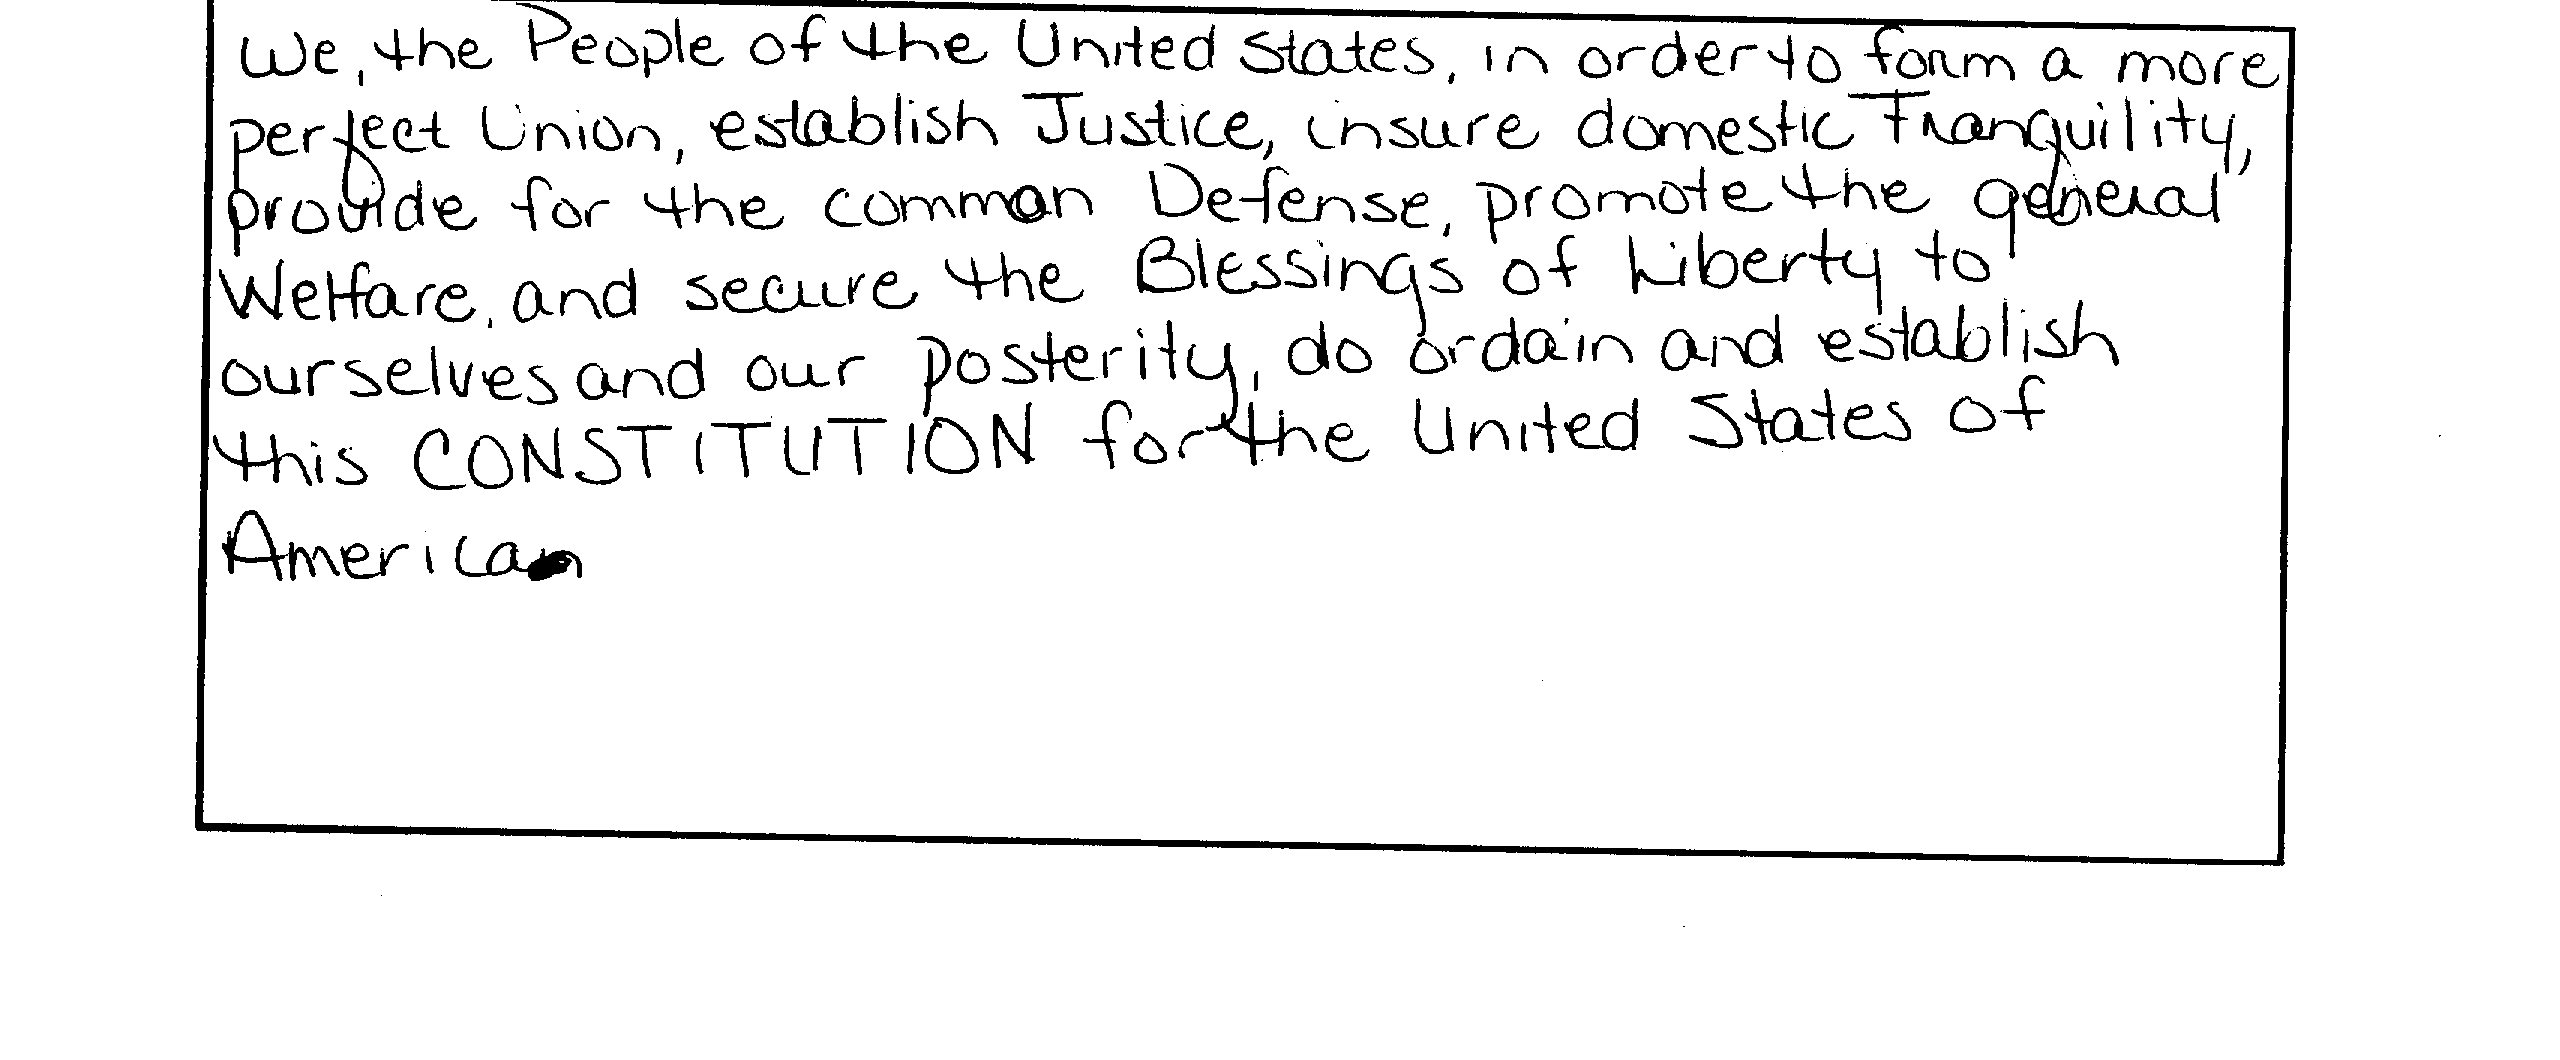 We, the People of the United States, in order to form a more
perfect Union, establish Justice, insure domestic Tranquility,
provide for the common Defense, promote the general
Welfare, and secure the Blessings of Liberty to
ourselves and our posterity, do ordain and establish
this CONSTITUTION for the United States of
America